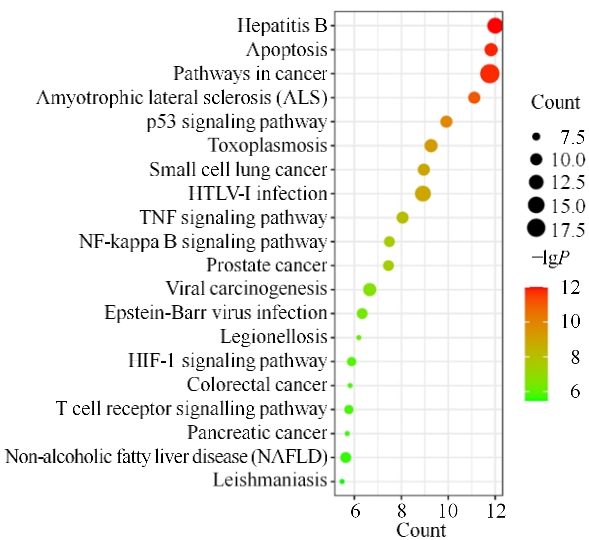 Hepatitis B
Apoptosis
Pathways in cancer
Amyotrophic lateral sclerosis (ALS)
p53 signaling pathway
Toxoplasmosis
Small cell lung cancer
HTLV-I infection
TNF signaling pathway
NF-kappa B signaling pathway
Prostate cancer
Viral carcinogenesis
Epstein-Barr virus infection
Legionellosis
HIF-1 signaling pathway
Colorectal cancer
T cell receptor signalling pathway
Pancreatic cancer
Non-alcoholic fatty liver disease (NAFLD)
Leishmaniasis
6 8 10 12
Count
Count
7.5
10.0
12.5
15.0
17.5
−lgP
12
10
8
6